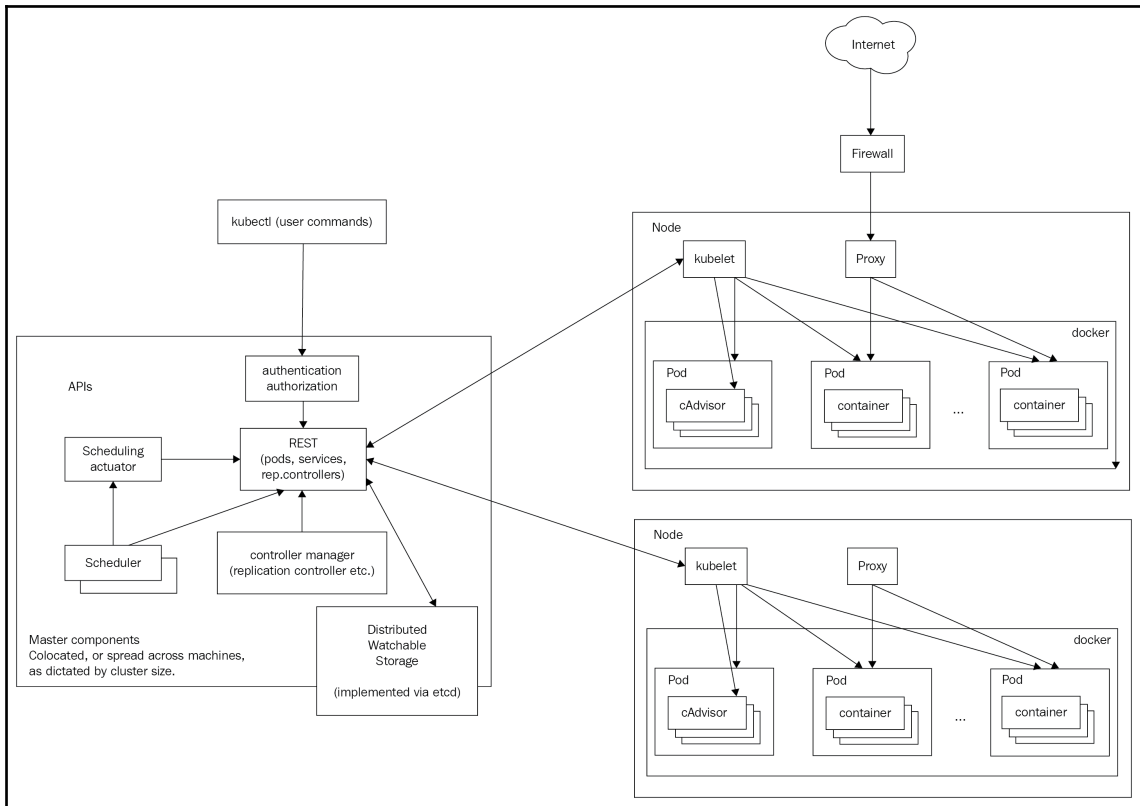 Internet
Firewall
kubectl (user commands)
APIs
authentication
authorization
REST
(pods, services,
rep.controllers)
Scheduling
actuator
Scheduler
controller manager
(replication controller etc.)
Distributed
Watchable
Storage
(implemented via etcd)
Master components
Colocated, or spread across machines,
as dictated by cluster size.
Node
kubelet
Proxy
docker
Pod
cAdvisor
Pod
container
...
Pod
container
Node
kubelet
Proxy
docker
Pod
cAdvisor
Pod
container
...
Pod
container